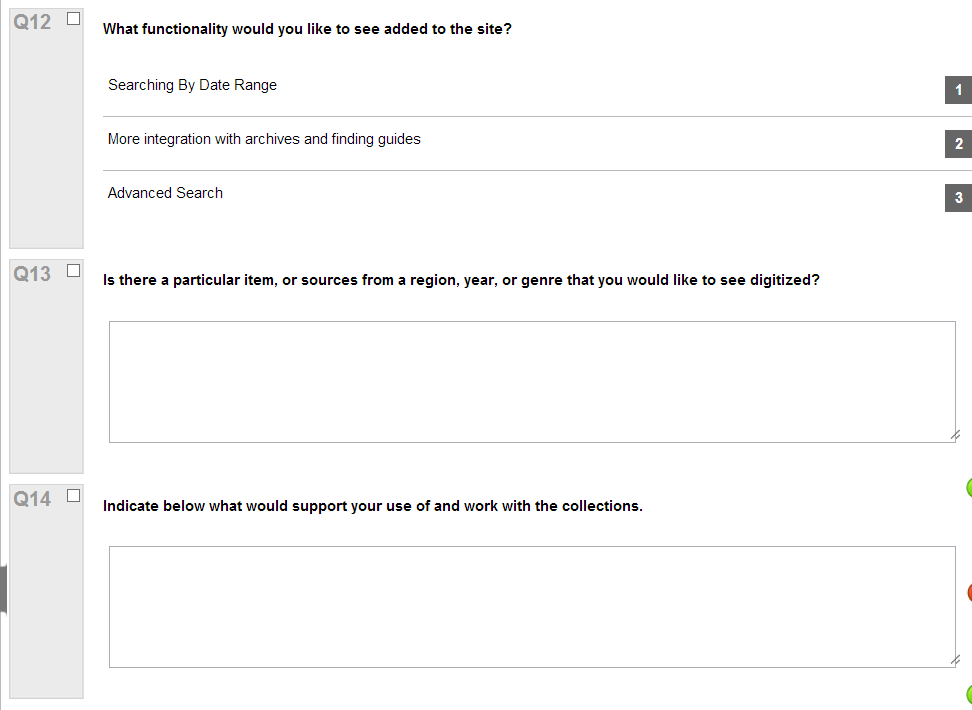 Q12
What functionality would you like to see added to the site?
Searching By Date Range
1
More integration with archives and finding guides
2
Advanced Search
3
Q13
Is there a particular item, or sources from a region, year, or genre that you would like to see digitized?
Q14
Indicate below what would support your use of and work with the collections.